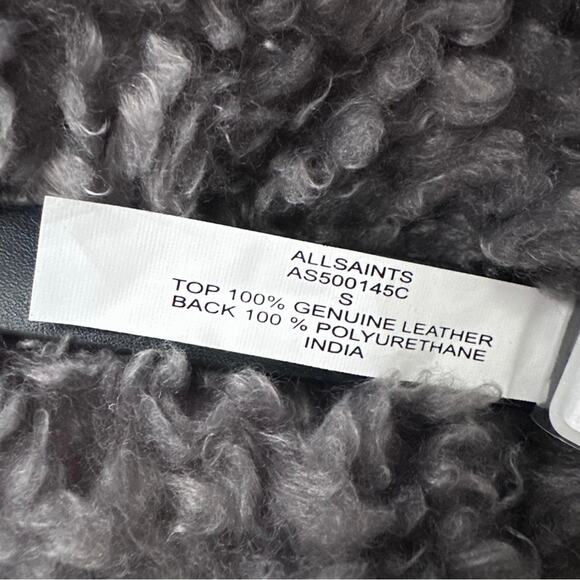 ALLSAINTS
AS500145C
S
TOP 100% GENUINE LEATHER
BACK 100 % POLYURETHANE
INDIA